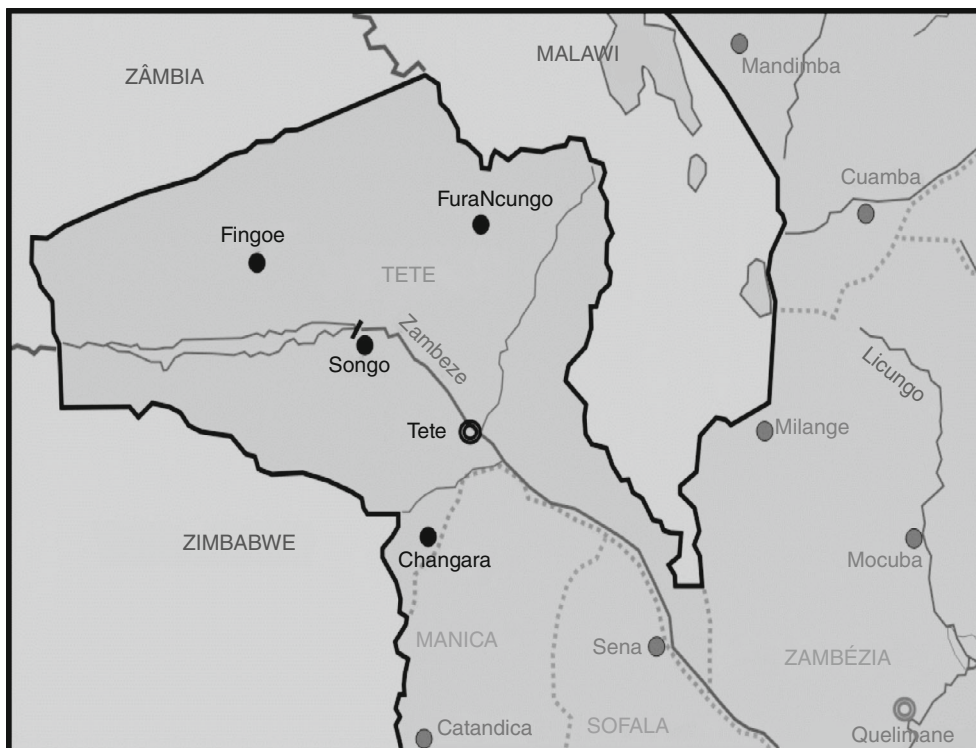 MALAWI
Mandimba
ZÂMBIA
Cuamba
FuraNcungo
Fingoe
TETE
Zambeze
Songo
Licungo
Tete
Milange
ZIMBABWE
Changara
Mocuba
MANICA
Sena
ZAMBÉZIA
Catandica
SOFALA
Quelimane